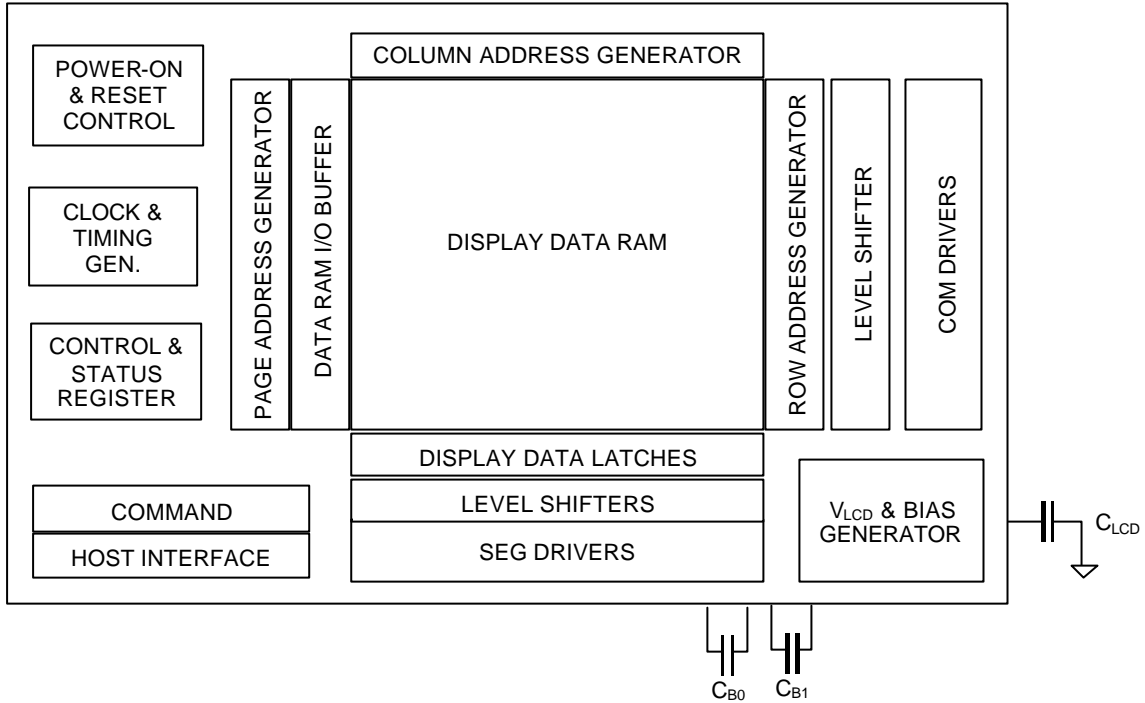 COLUMN ADDRESS GENERATOR
POWER-ON
& RESET
CONTROL
CLOCK &
TIMING
GEN.
CONTROL &
STATUS
REGISTER
PAGE ADDRESS GENERATOR
DATA RAM I/O BUFFER
DISPLAY DATA RAM
ROW ADDRESS GENERATOR
LEVEL SHIFTER
COM DRIVERS
DISPLAY DATA LATCHES
LEVEL SHIFTERS
SEG DRIVERS
COMMAND
HOST INTERFACE
VLCD & BIAS
GENERATOR
CLCD
CB0
CB1